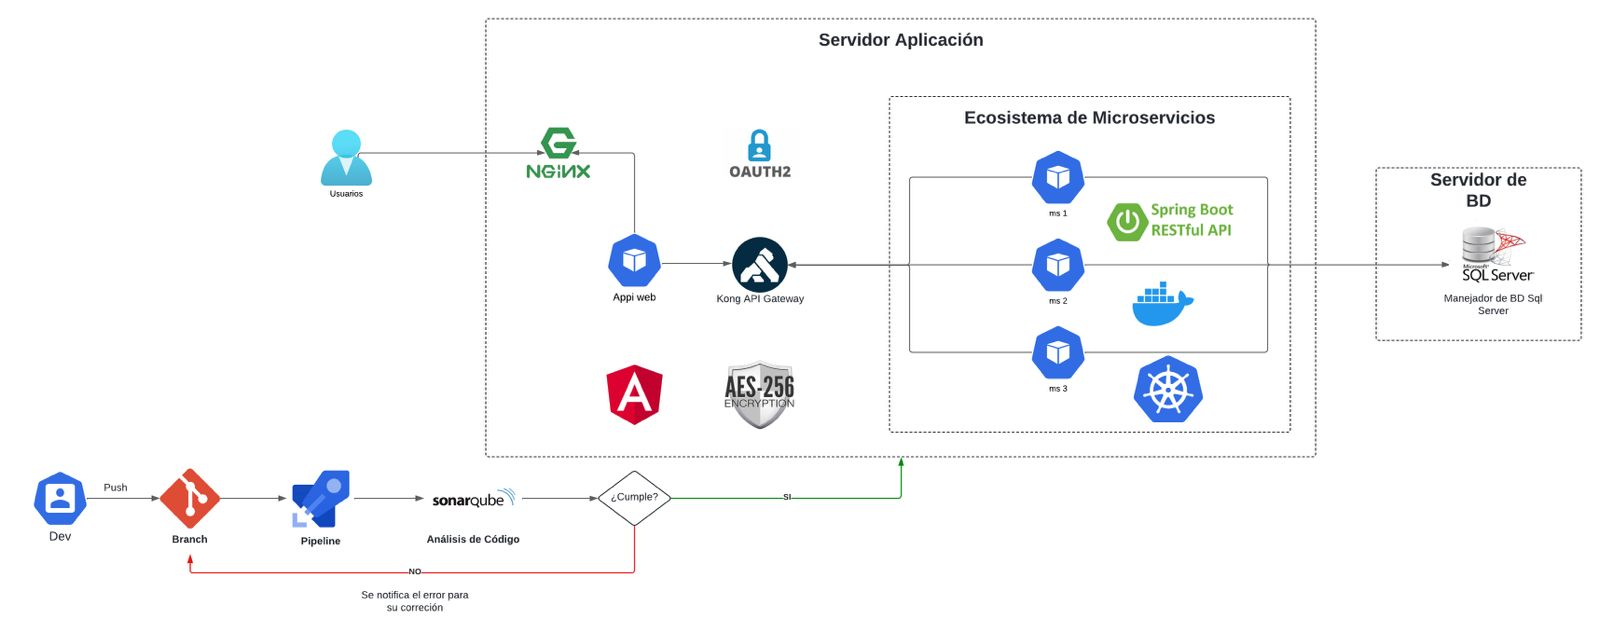 Servidor Aplicación
Ecosistema de Microservicios
Usuarios
NGiNX
OAUTH2
ms 1
Spring Boot
RESTful API
Servidor de
BD
Appi web
Kong API Gateway
ms 2
Microsoft®
SQL Server
Manejador de BD Sql
Server
AES-256
ENCRYPTION
ms 3
Push
Dev
Branch
Pipeline
sonarqube
Análisis de Código
¿Cumple?
SI
NO
Se notifica el error para
su correción